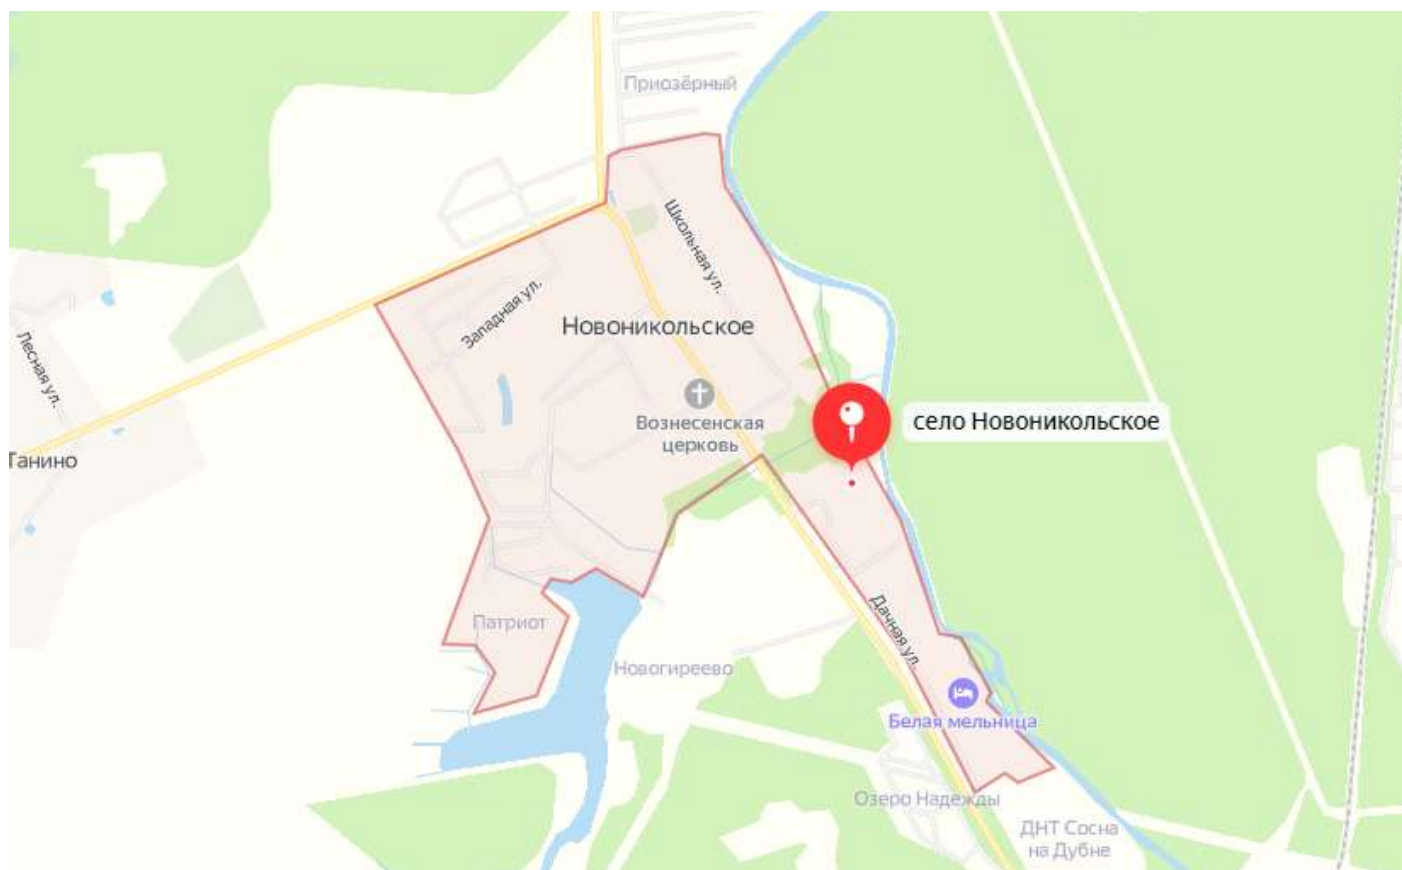 Приозёрный
Школьная ул.
Западная ул.
Новоникольское
Лесная ул.
Вознесенская
церковь
село Новоникольское
Танино
Патриот
Дачная ул.
Новогиреево
Белая мельница
Озеро Надежды
ДНТ Сосна
на Дубне